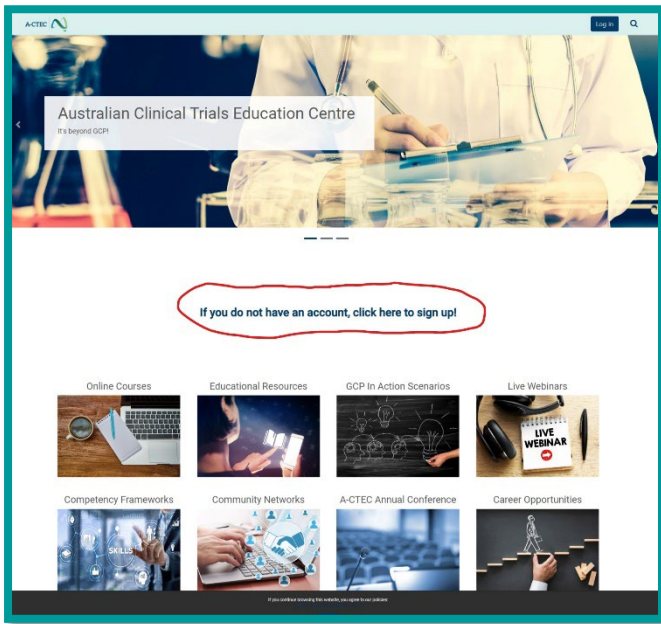 A-CTEC
Log in
Australian Clinical Trials Education Centre
It's beyond GCP!
If you do not have an account, click here to sign up!
Online Courses
Educational Resources
GCP In Action Scenarios
Live Webinars
LIVE
WEBINAR
Competency Frameworks
Community Networks
A-CTEC Annual Conference
Career Opportunities
SKILLS
If you continue browsing this website, you agree to our policies